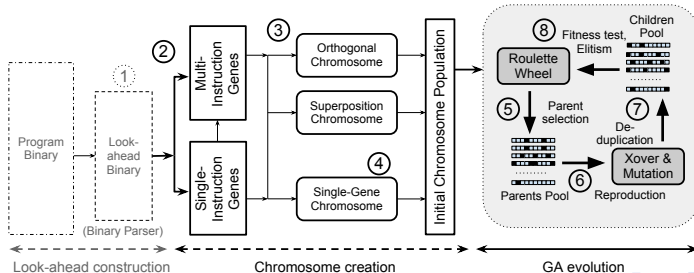 Program
Binary
1
Look-
ahead
Binary
(Binary Parser)
2
Multi-
Instruction
Genes
Single-
Instruction
Genes
3
Orthogonal
Chromosome
Superposition
Chromosome
4
Single-Gene
Chromosome
Initial Chromosome Population
8
Fitness test,
Elitism
Children
Pool
Roulette
Wheel
5
Parent
selection
7
De-
duplication
Parents Pool
6
Xover &
Mutation
Reproduction
Look-ahead construction
Chromosome creation
GA evolution